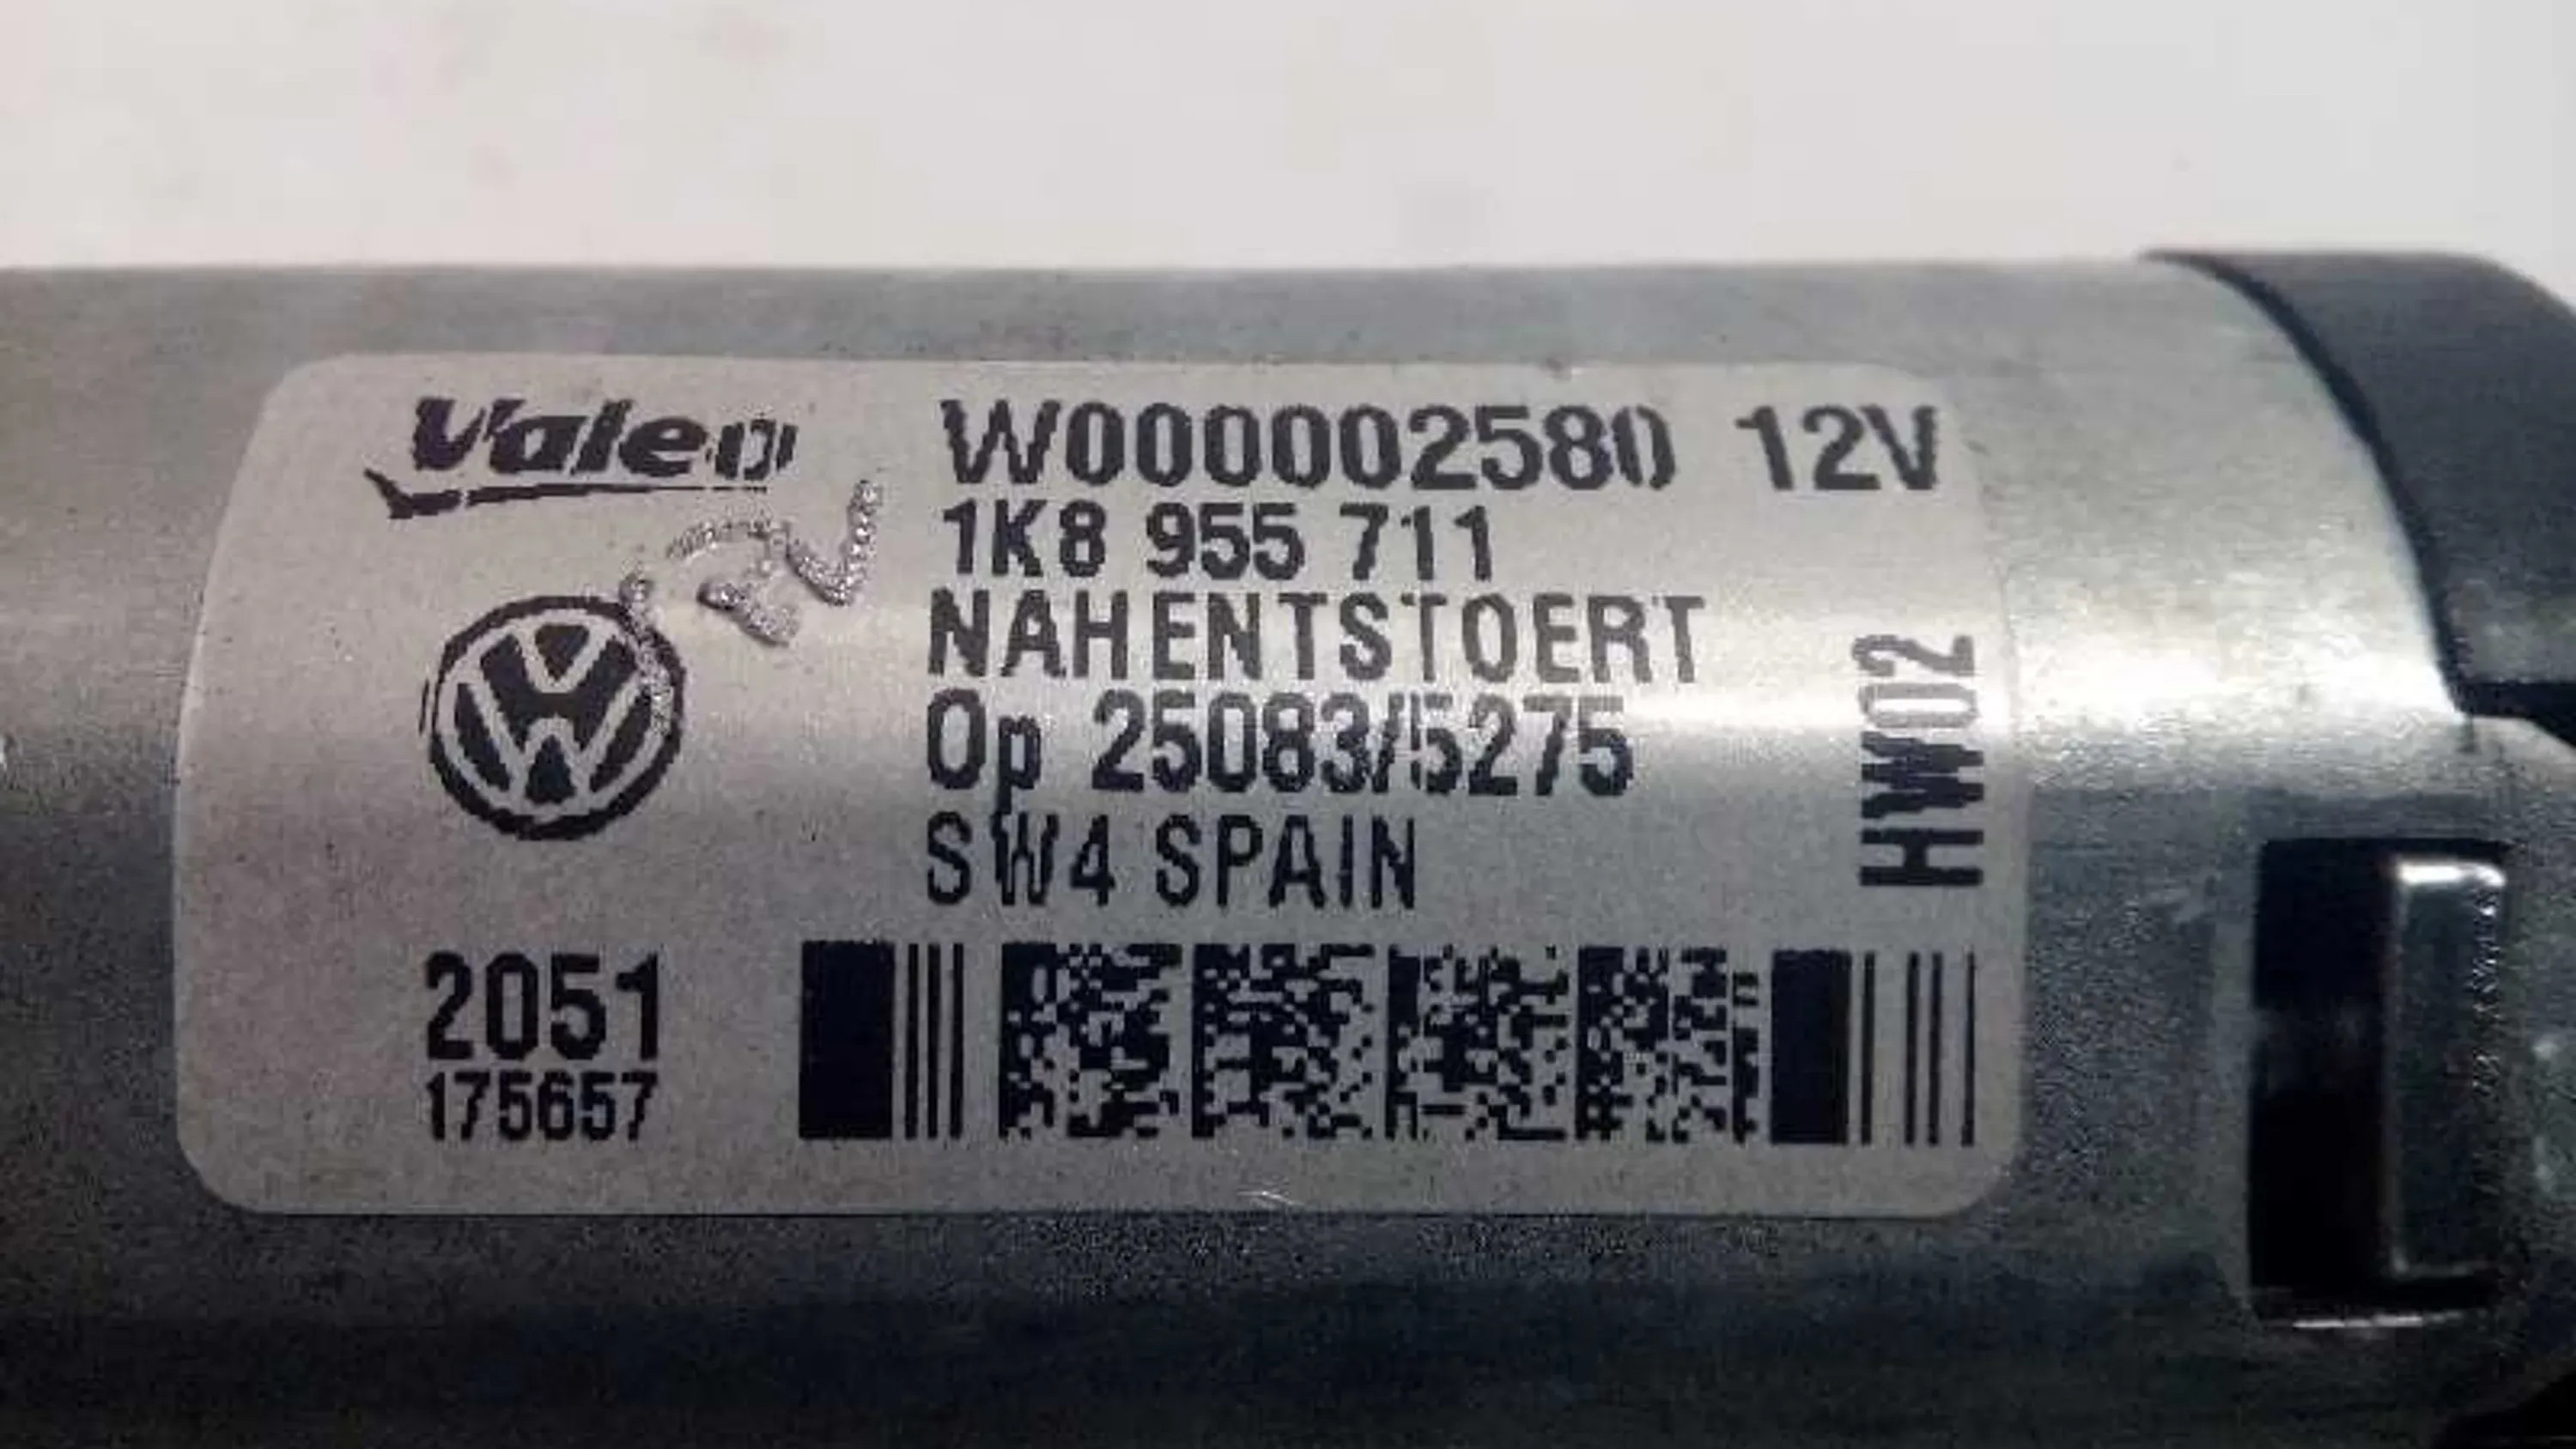 Valeo
W000002580 12V
1K8 955 711
NAHENTSTOERT
Op 25083/5275
SW4 SPAIN
HW02
2051
175657